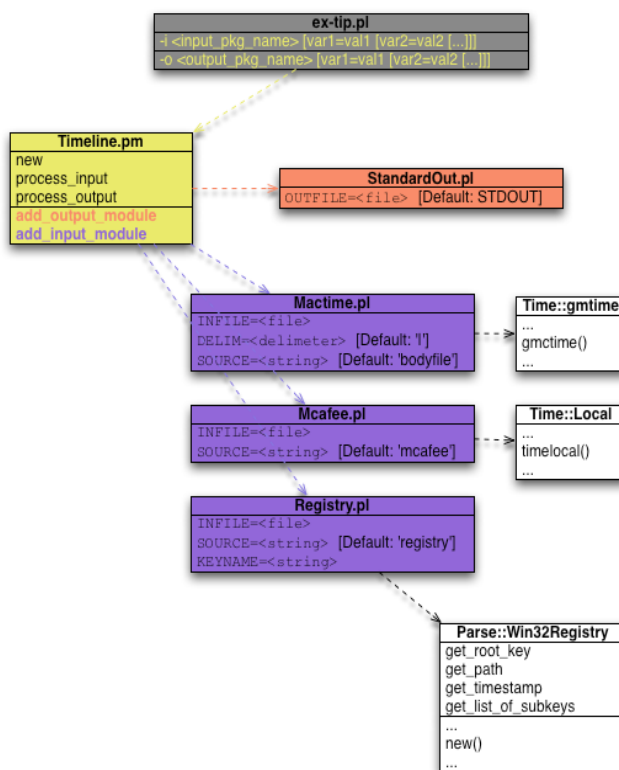 ex-tip.pl
-i <input_pkg_name> [var1=val1 [var2=val2 [...]]]
-o <output_pkg_name> [var1=val1 [var2=val2 [...]]]
Timeline.pm
new
process_input
process_output
add_output_module
add_input_module
StandardOut.pl
OUTFILE=<file> [Default: STDOUT]
Mactime.pl
INFILE=<file>
DELIM=<delimeter> [Default: 'I']
SOURCE=<string> [Default: 'bodyfile']
Time::gmtime
...
gmctime()
...
Mcafee.pl
INFILE=<file>
SOURCE=<string> [Default: 'mcafee']
Time::Local
...
timelocal()
...
Registry.pl
INFILE=<file>
SOURCE=<string> [Default: 'registry']
KEYNAME=<string>
Parse::Win32Registry
get_root_key
get_path
get_timestamp
get_list_of_subkeys
...
new()
...